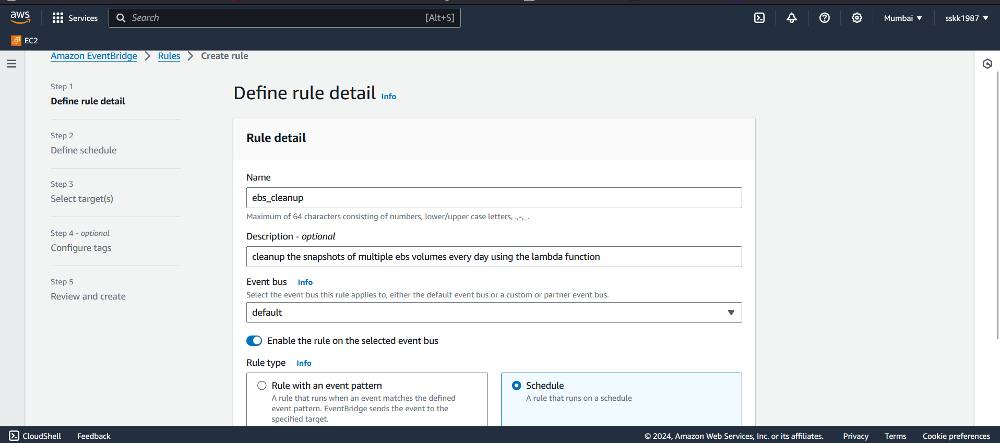 aws
Services
Search
[Alt+S]
Mumbai
sskk1987
EC2
Amazon EventBridge
Rules
Create rule
Step 1
Define rule detail
Step 2
Define schedule
Step 3
Select target(s)
Step 4 - optional
Configure tags
Step 5
Review and create
Define rule detail Info
Rule detail
Name
ebs_cleanup
Maximum of 64 characters consisting of numbers, lower/upper case letters, .,-,_.
Description - optional
cleanup the snapshots of multiple ebs volumes every day using the lambda function
Event bus Info
Select the event bus this rule applies to, either the default event bus or a custom or partner event bus.
default
Enable the rule on the selected event bus
Rule type Info
Rule with an event pattern
A rule that runs when an event matches the defined
event pattern. EventBridge sends the event to the
specified target.
Schedule
A rule that runs on a schedule
CloudShell
Feedback
© 2024, Amazon Web Services, Inc. or its affiliates.
Privacy
Terms
Cookie preferences